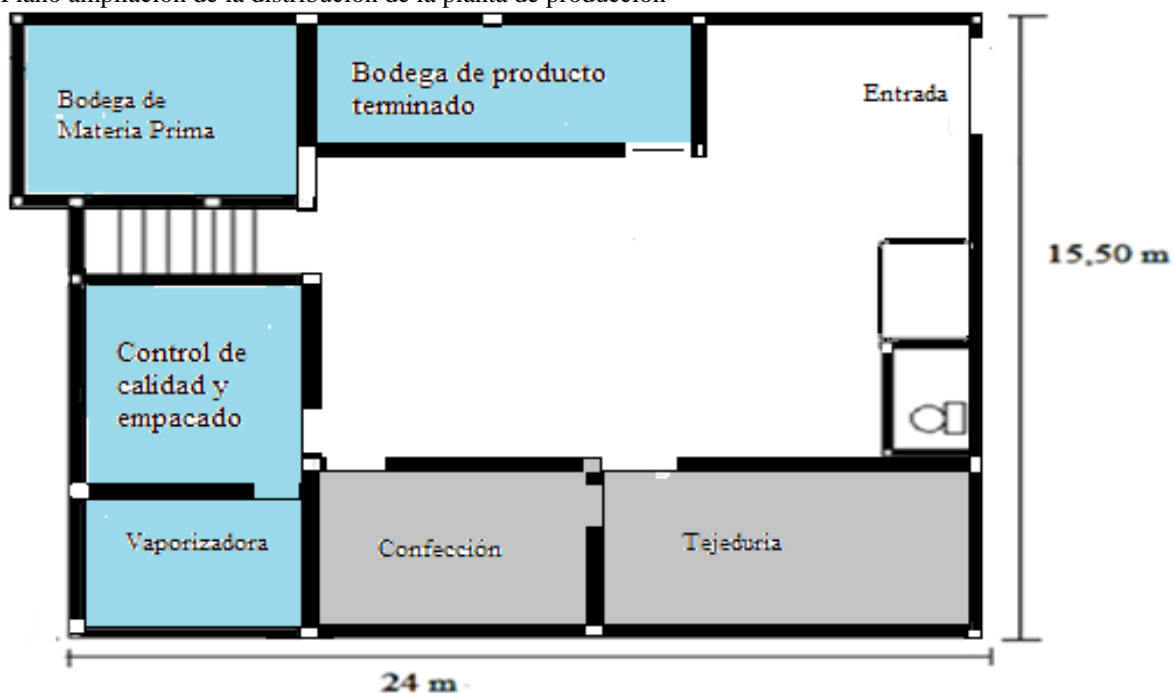 Plano ampliación de la distribución de la planta de producción
Bodega de producto
terminado
Bodega de
Materia Prima
Entrada
15,50 m
Control de
calidad y
empacado
Vaporizadora
Confección
Tejeduria
24 m